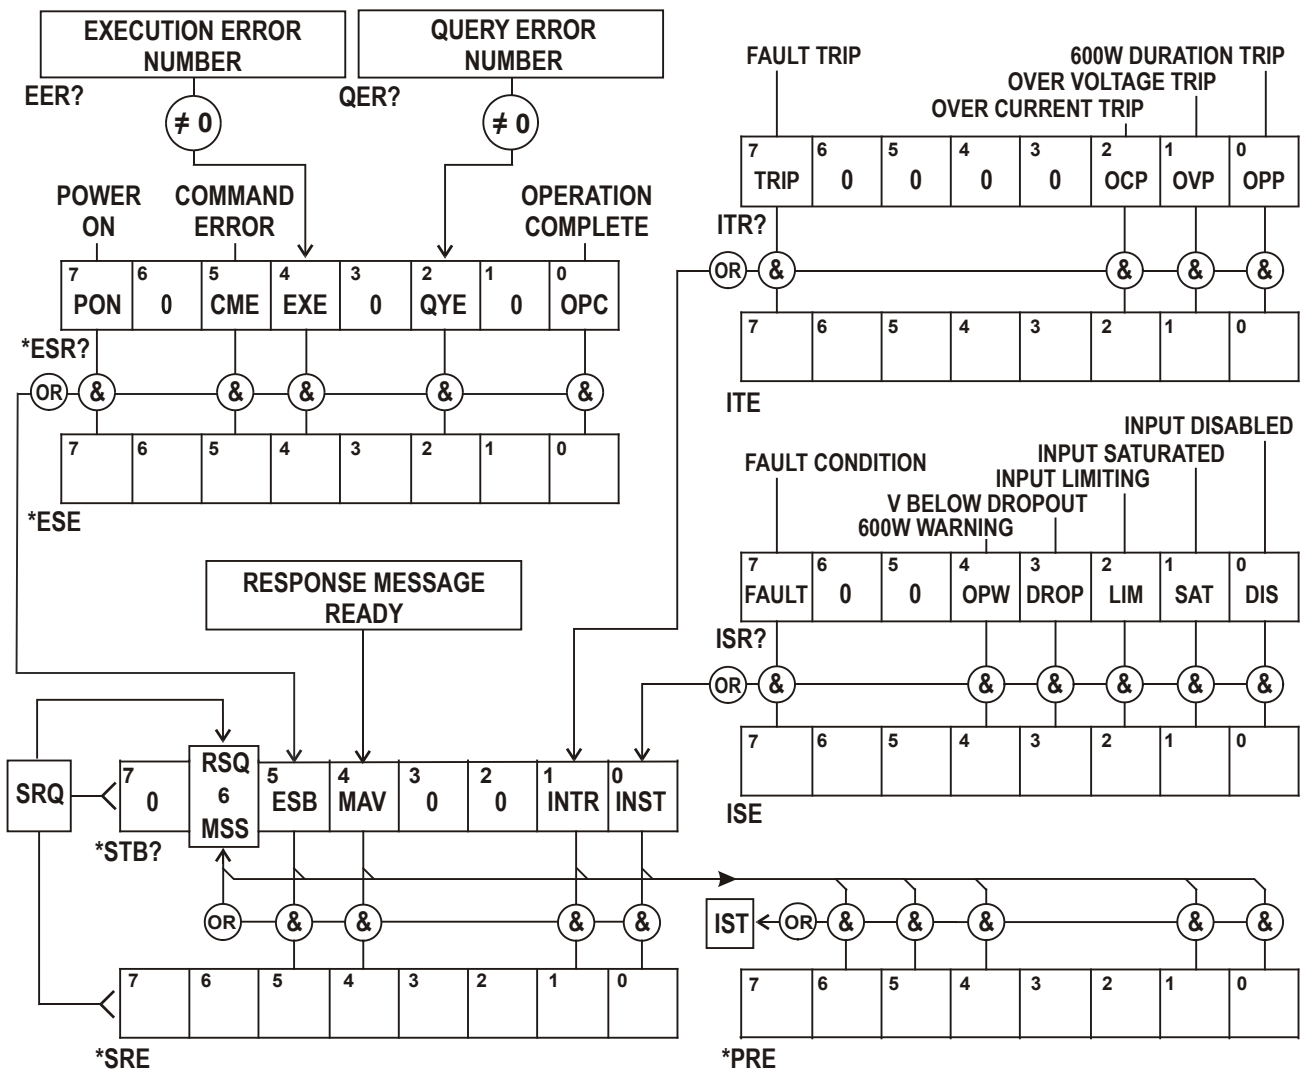 EXECUTION ERROR
NUMBER
QUERY ERROR
NUMBER
EER?
QER?
≠ 0
≠ 0
POWER
ON
COMMAND
ERROR
OPERATION
COMPLETE
7 6 5 4 3 2 1 0
PON 0 CME EXE 0 QYE 0 OPC
*ESR?
OR & & & & &
7 6 5 4 3 2 1 0
*ESE
FAULT TRIP
600W DURATION TRIP
OVER VOLTAGE TRIP
OVER CURRENT TRIP
7 6 5 4 3 2 1 0
TRIP 0 0 0 0 OCP OVP OPP
ITR?
OR & & & &
7 6 5 4 3 2 1 0
ITE
INPUT DISABLED
INPUT SATURATED
FAULT CONDITION
INPUT LIMITING
V BELOW DROPOUT
600W WARNING
7 6 5 4 3 2 1 0
FAULT 0 0 OPW DROP LIM SAT DIS
ISR?
OR & & & & & &
7 6 5 4 3 2 1 0
ISE
RESPONSE MESSAGE
READY
SRQ
7 RSQ 5 4 3 2 1 0
0 6 ESB MAV 0 0 INTR INST
MSS
*STB?
OR & & & &
7 6 5 4 3 2 1 0
*SRE
IST OR & & & & &
7 6 5 4 3 2 1 0
*PRE